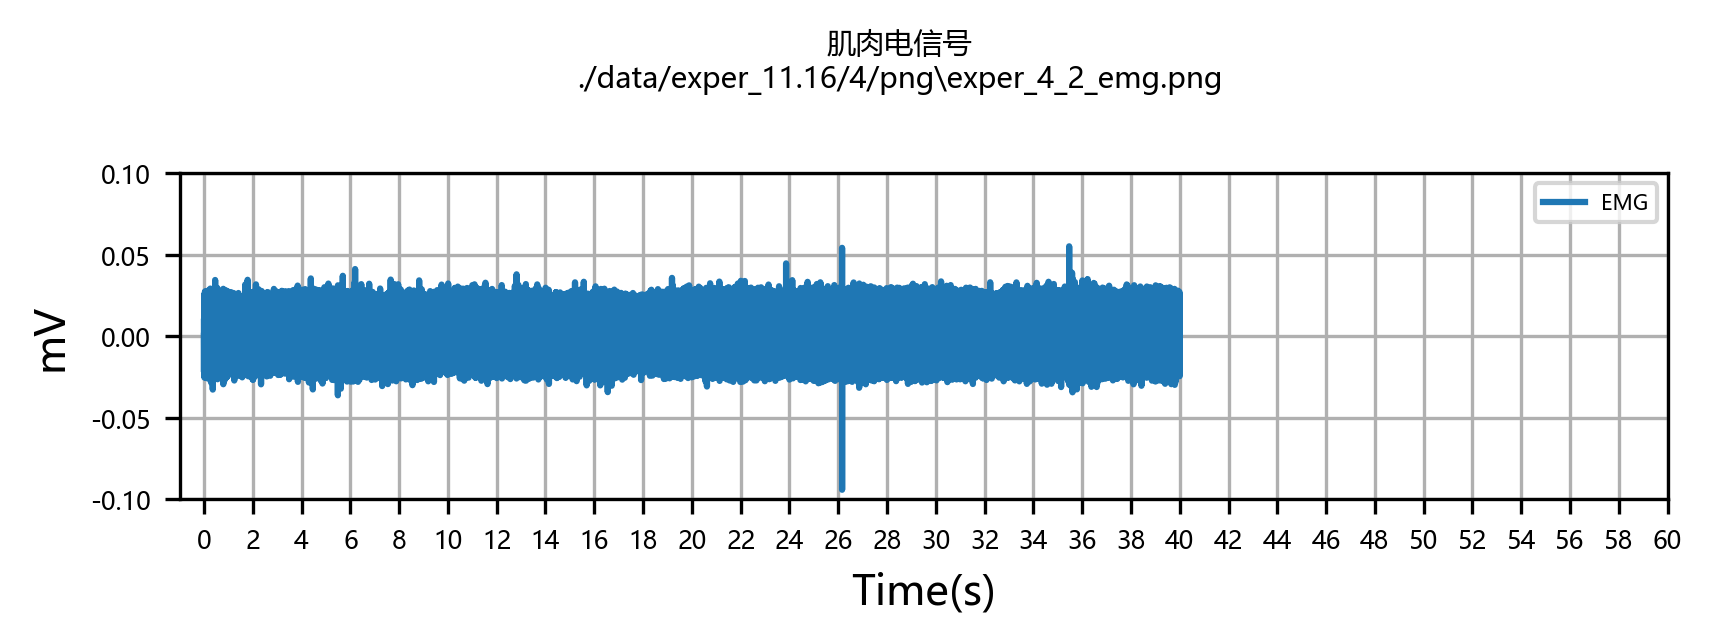 肌肉电信号
./data/exper_11.16/4/png\exper_4_2_emg.png
0.10
0.05
0.00
-0.05
-0.10
mV
EMG
0 2 4 6 8 10 12 14 16 18 20 22 24 26 28 30 32 34 36 38 40 42 44 46 48 50 52 54 56 58 60
Time(s)